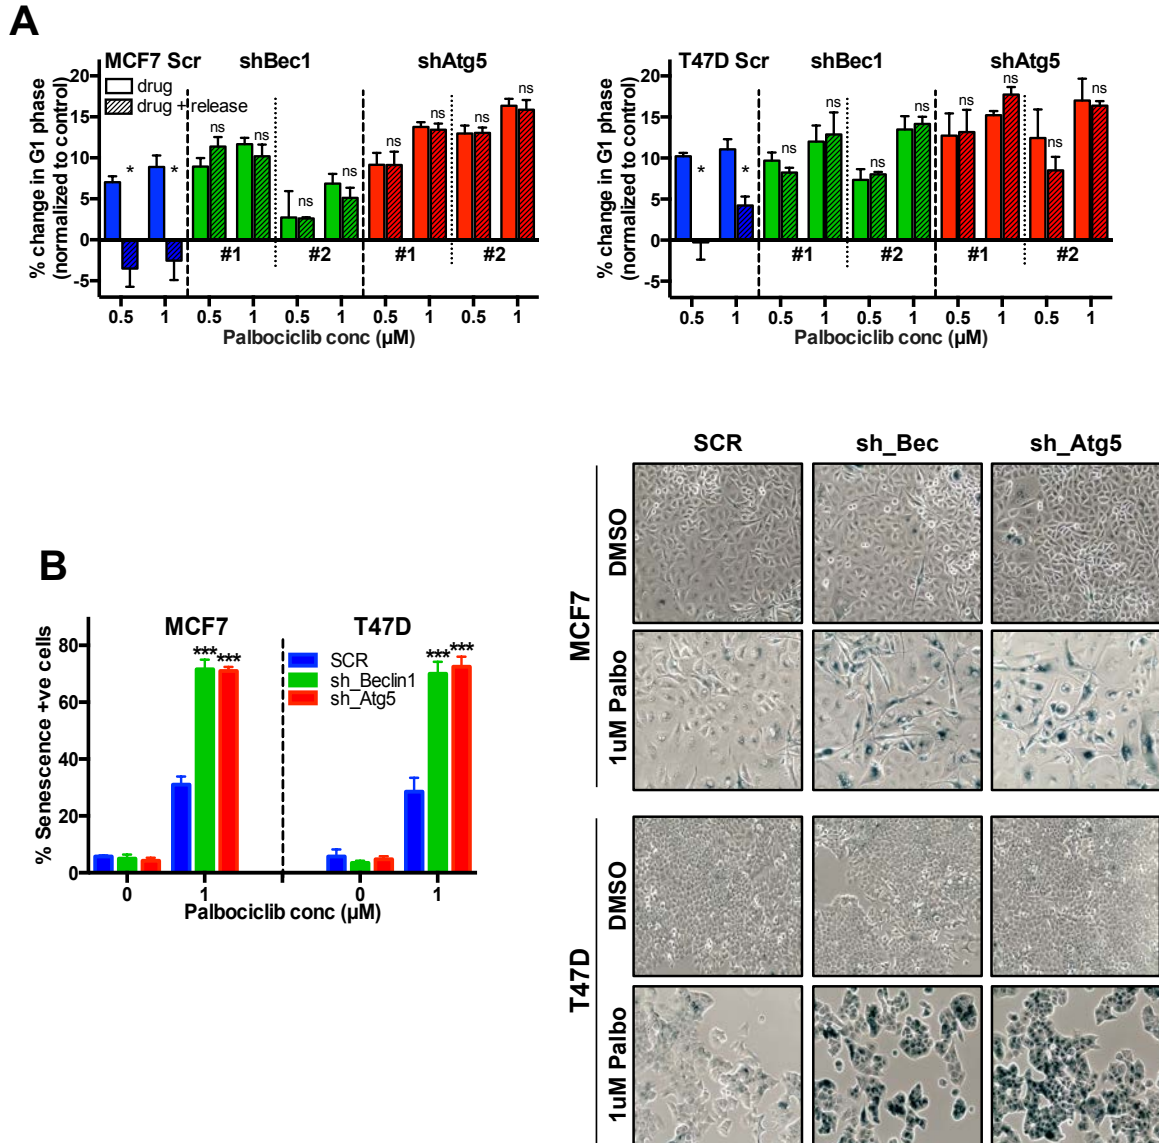 A
MCF7 Scr shBec1 shAtg5
drug
drug + release
% change in G1 phase
(normalized to control)
20
15
10
5
0
-5
* * ns ns ns ns ns ns ns ns
#1 #2 #1 #2
0.5 1 0.5 1 0.5 1 0.5 1 0.5 1
Palbociclib conc (µM)
T47D Scr shBec1 shAtg5
% change in G1 phase
(normalized to control)
20
15
10
5
0
-5
* * ns ns ns ns ns ns ns ns
#1 #2 #1 #2
0.5 1 0.5 1 0.5 1 0.5 1 0.5 1
Palbociclib conc (µM)
B
MCF7 T47D
SCR
sh_Beclin1
sh_Atg5
% Senescence +ve cells
80
60
40
20
0
*** *** *** ***
0 1 0 1
Palbociclib conc (µM)
SCR sh_Bec sh_Atg5
MCF7
DMSO
1uM Palbo
T47D
DMSO
1uM Palbo